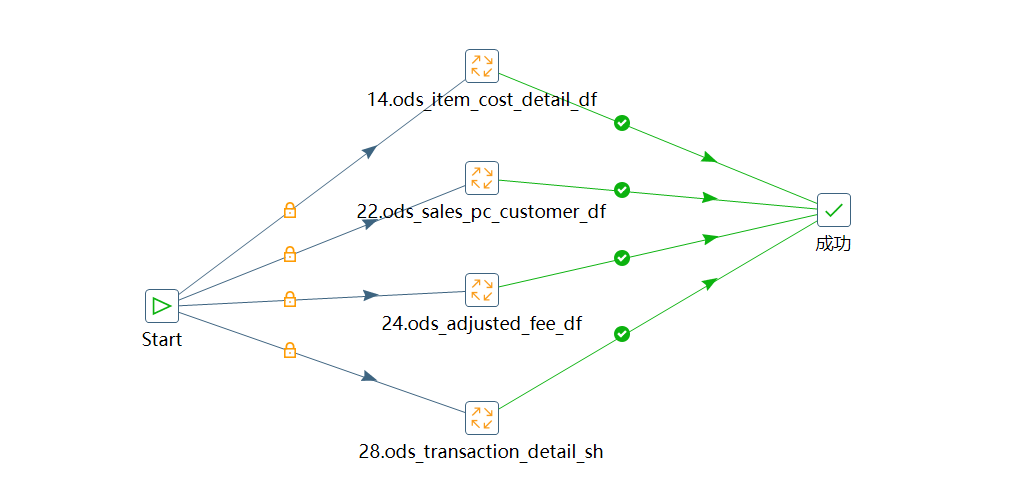 14.ods_item_cost_detail_df
22.ods_sales_pc_customer_df
成功
24.ods_adjusted_fee_df
Start
28.ods_transaction_detail_sh